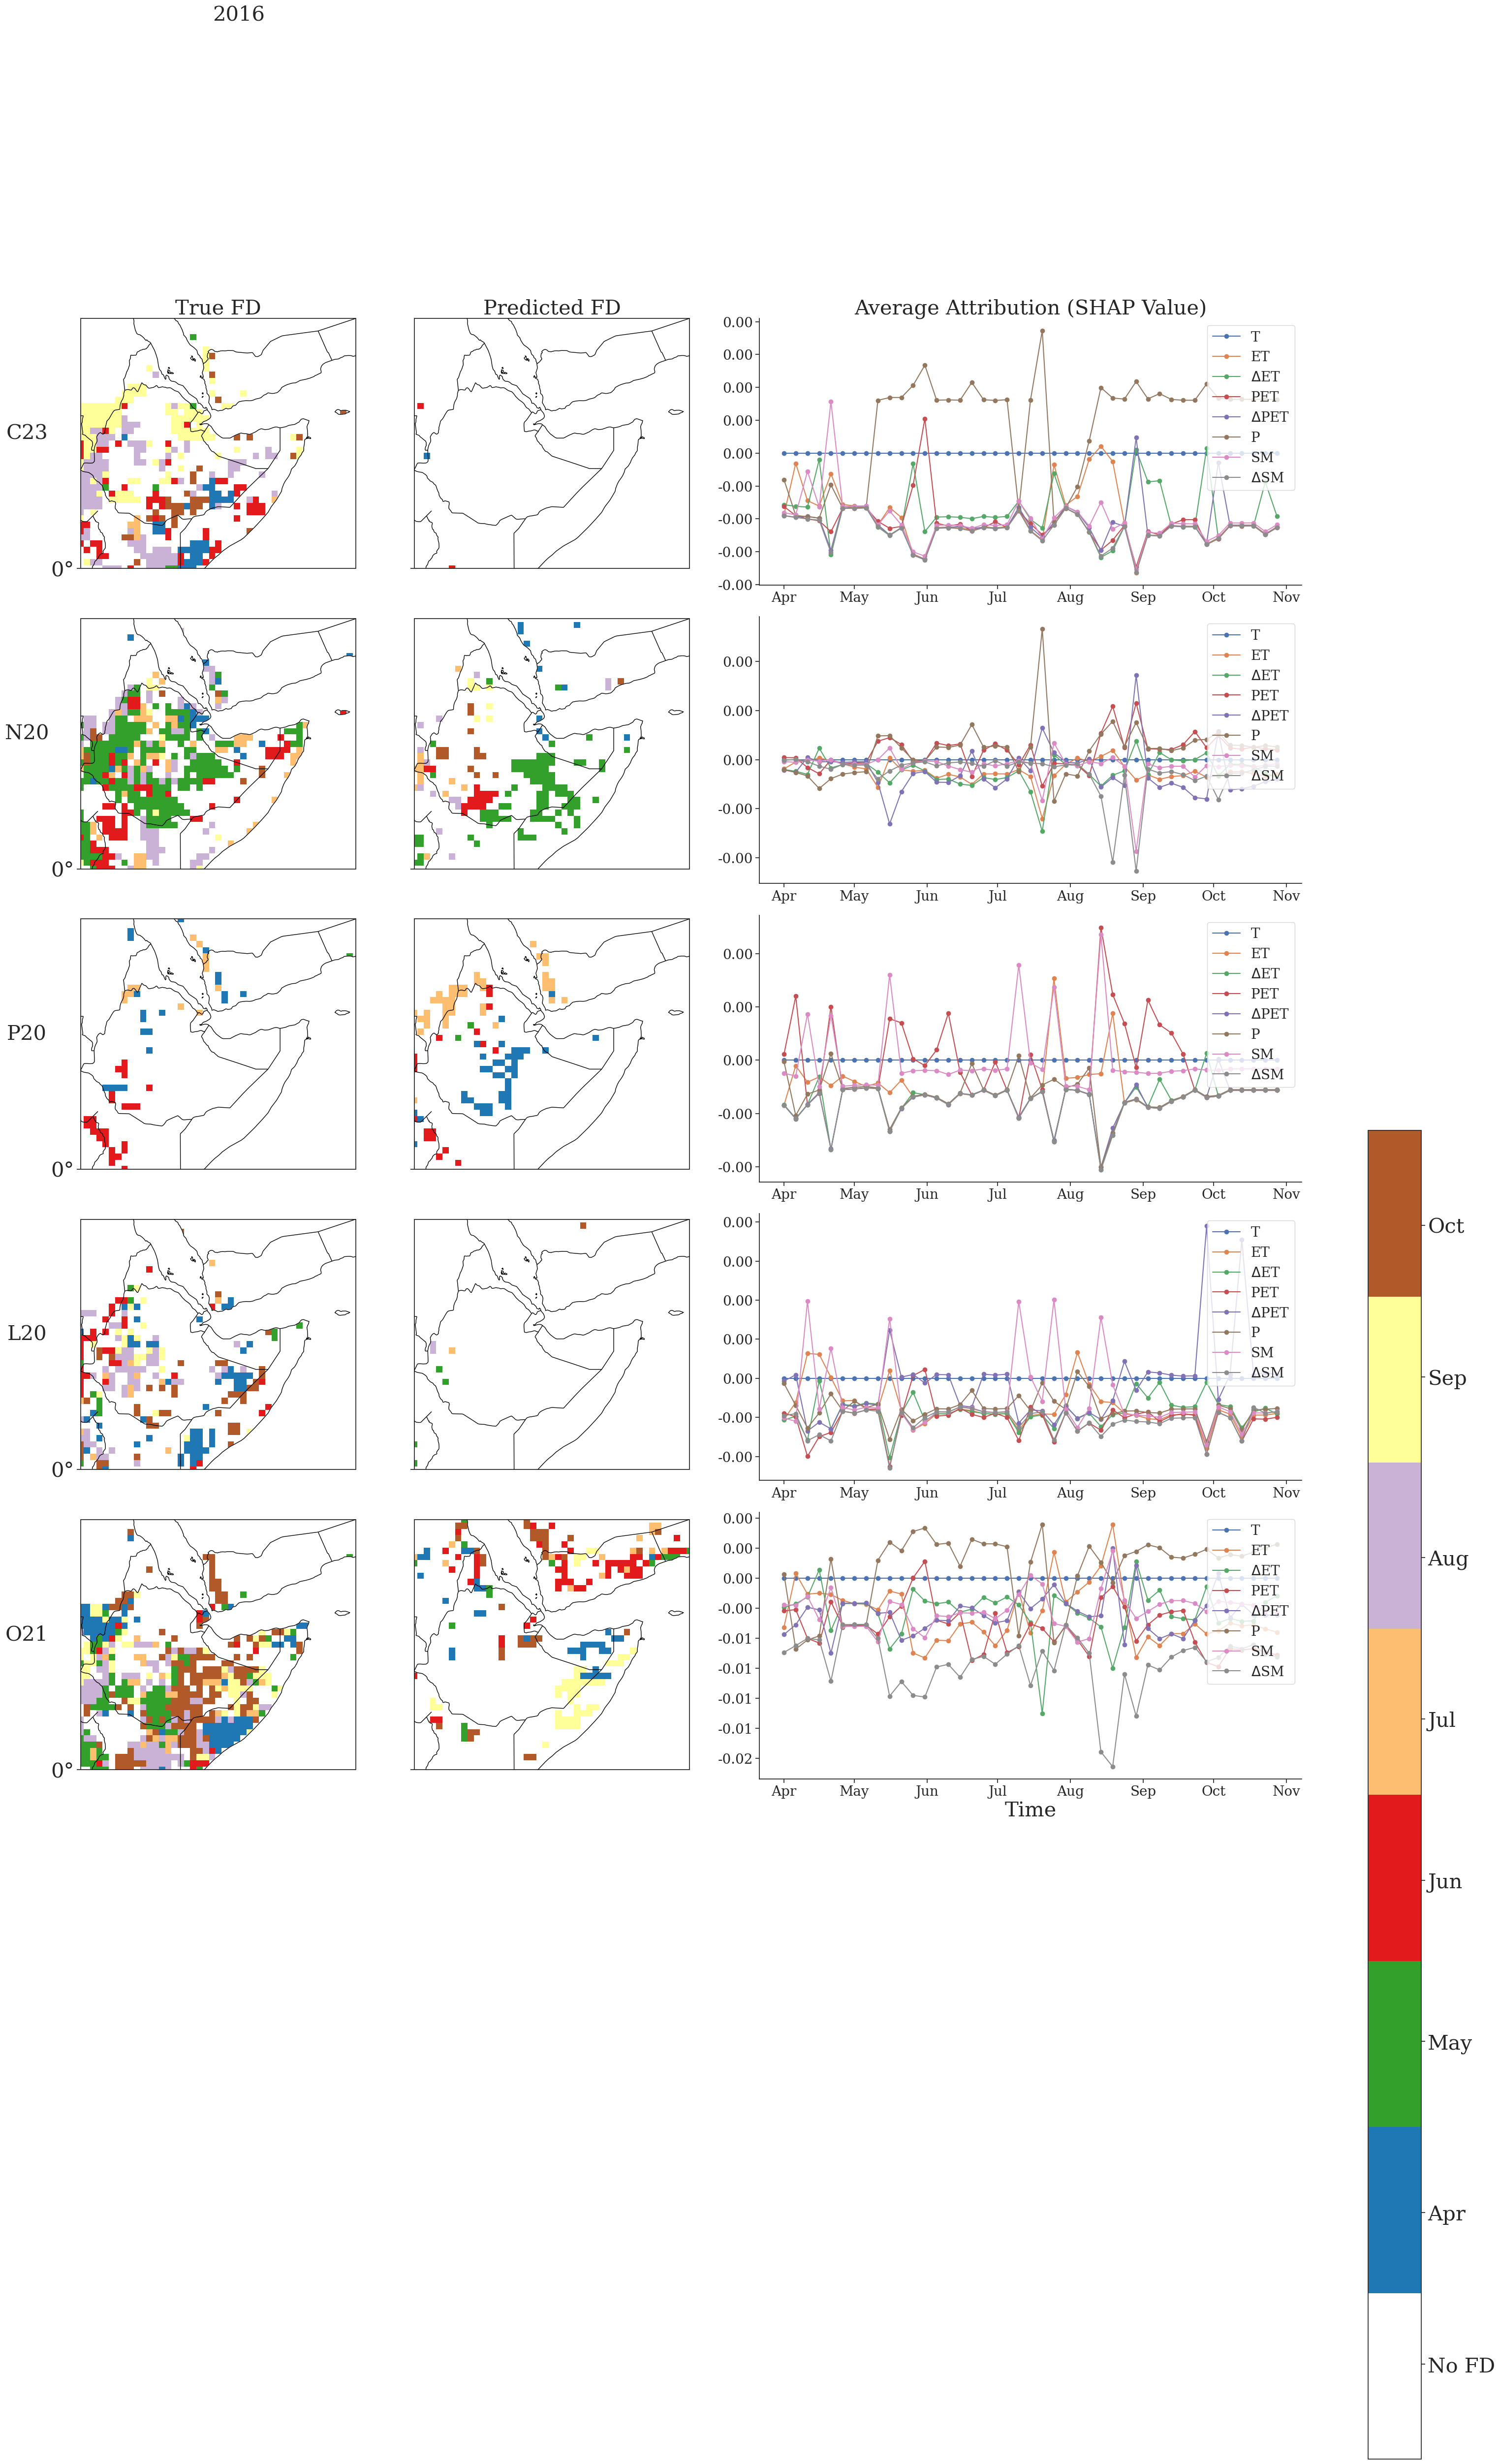 2016
True FD
Predicted FD
Average Attribution (SHAP Value)
C23
0°
0.00
0.00
0.00
0.00
0.00
-0.00
-0.00
-0.00
-0.00
T
ET
ΔET
PET
ΔPET
P
SM
ΔSM
Apr May Jun Jul Aug Sep Oct Nov
N20
0°
0.00
0.00
0.00
-0.00
-0.00
T
ET
ΔET
PET
ΔPET
P
SM
ΔSM
Apr May Jun Jul Aug Sep Oct Nov
P20
0°
0.00
0.00
0.00
-0.00
-0.00
T
ET
ΔET
PET
ΔPET
P
SM
ΔSM
Apr May Jun Jul Aug Sep Oct Nov
L20
0°
0.00
0.00
0.00
0.00
0.00
-0.00
-0.00
T
ET
ΔET
PET
ΔPET
P
SM
ΔSM
Apr May Jun Jul Aug Sep Oct Nov
O21
0°
0.00
0.00
0.00
-0.00
-0.01
-0.01
-0.01
-0.01
-0.02
T
ET
ΔET
PET
ΔPET
P
SM
ΔSM
Apr May Jun Jul Aug Sep Oct Nov
Time
Oct
Sep
Aug
Jul
Jun
May
Apr
No FD